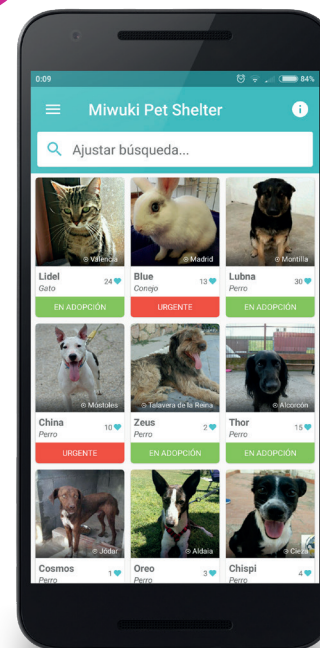 0:09
84%
Miwuki Pet Shelter
Ajustar búsqueda...
Valencia
Madrid
Montilla
Lidel
24
Gato
Blue
13
Conejo
Lubna
30
Perro
EN ADOPCIÓN
URGENTE
EN ADOPCIÓN
Móstoles
Talavera de la Reina
Alcorcón
China
10
Perro
Zeus
2
Perro
Thor
15
Perro
URGENTE
EN ADOPCIÓN
EN ADOPCIÓN
Jódar
Aldaia
Cieza
Cosmos
1
Perro
Oreo
3
Perro
Chispi
4
Perro